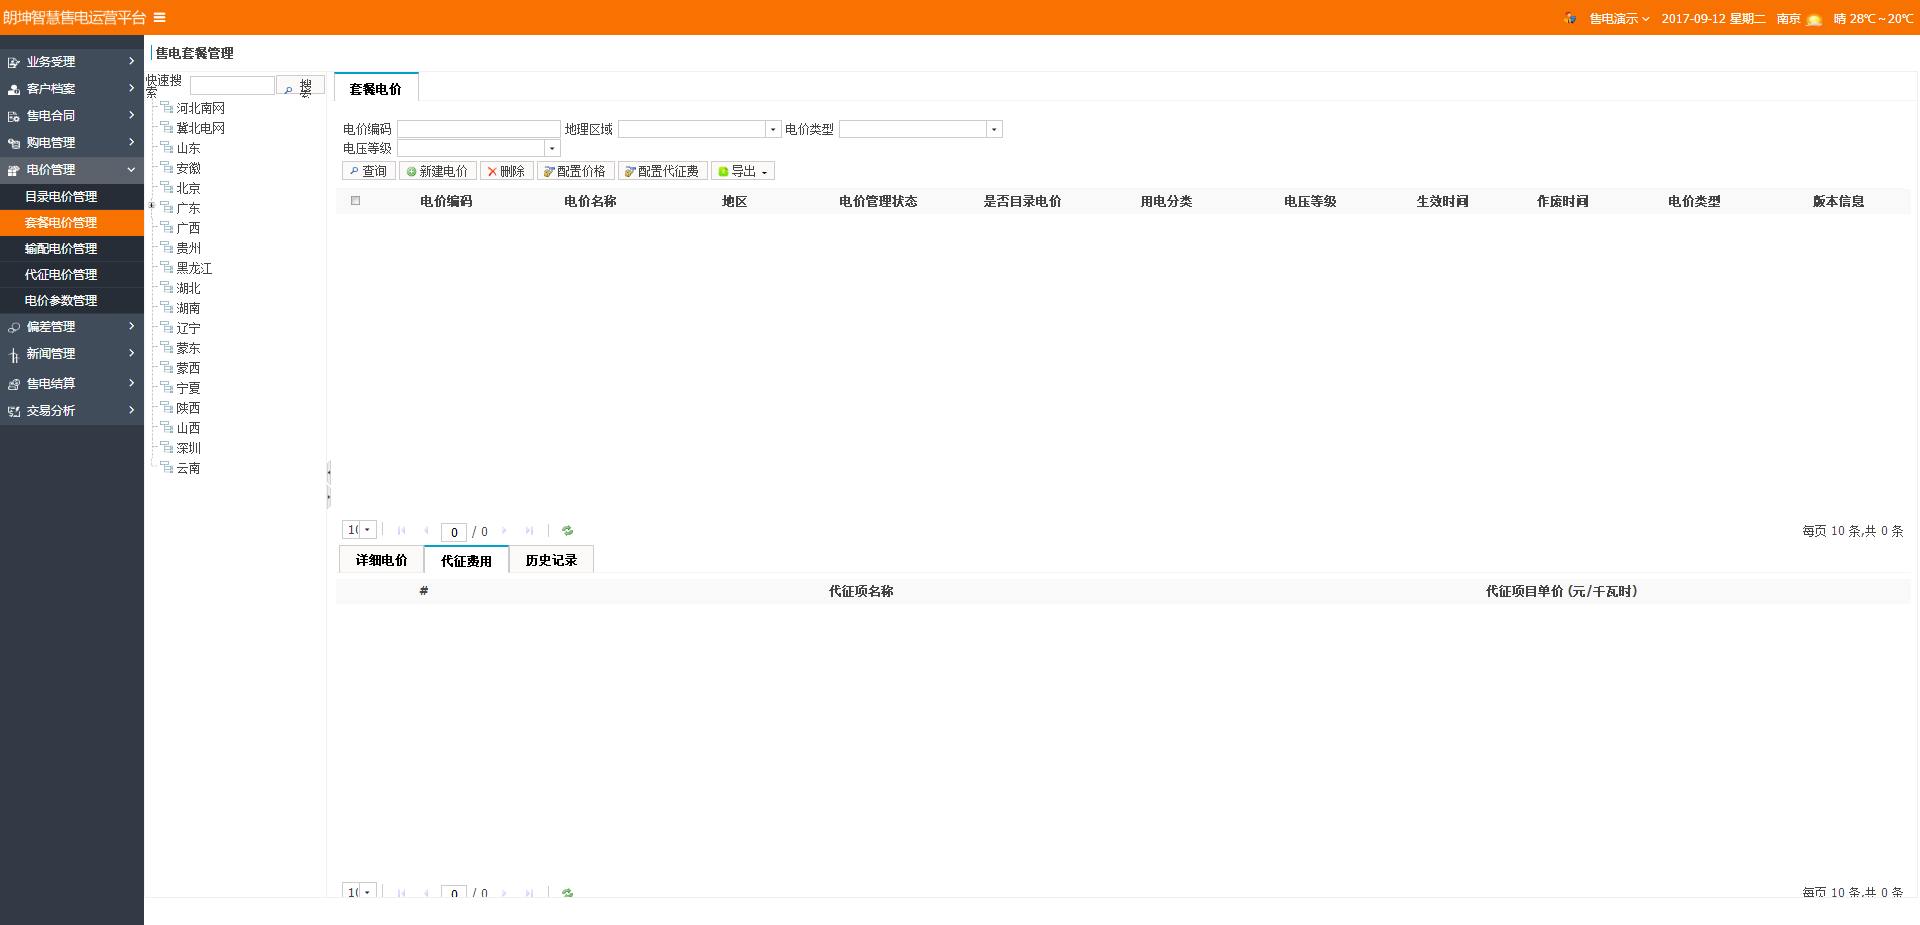 朗坤智慧售电运营平台
售电演示 2017-09-12 星期二 南京 晴 28℃~20℃
业务受理
客户档案
售电合同
购电管理
电价管理
目录电价管理
套餐电价管理
输配电价管理
代征电价管理
电价参数管理
偏差管理
新闻管理
售电结算
交易分析
售电套餐管理
快速搜索
搜索
河北南网
冀北电网
山东
安徽
北京
广东
广西
贵州
黑龙江
湖北
湖南
辽宁
蒙东
蒙西
宁夏
陕西
山西
深圳
云南
套餐电价
电价编码 地理区域 电价类型
电压等级
查询 新建电价 删除 配置价格 配置代征费 导出
电价编码 电价名称 地区 电价管理状态 是否目录电价 用电分类 电压等级 生效时间 作废时间 电价类型 版本信息
10 0 / 0 每页 10 条,共 0 条
详细电价 代征费用 历史记录
# 代征项名称 代征项目单价 (元/千瓦时)
10 0 / 0 每页 10 条,共 0 条